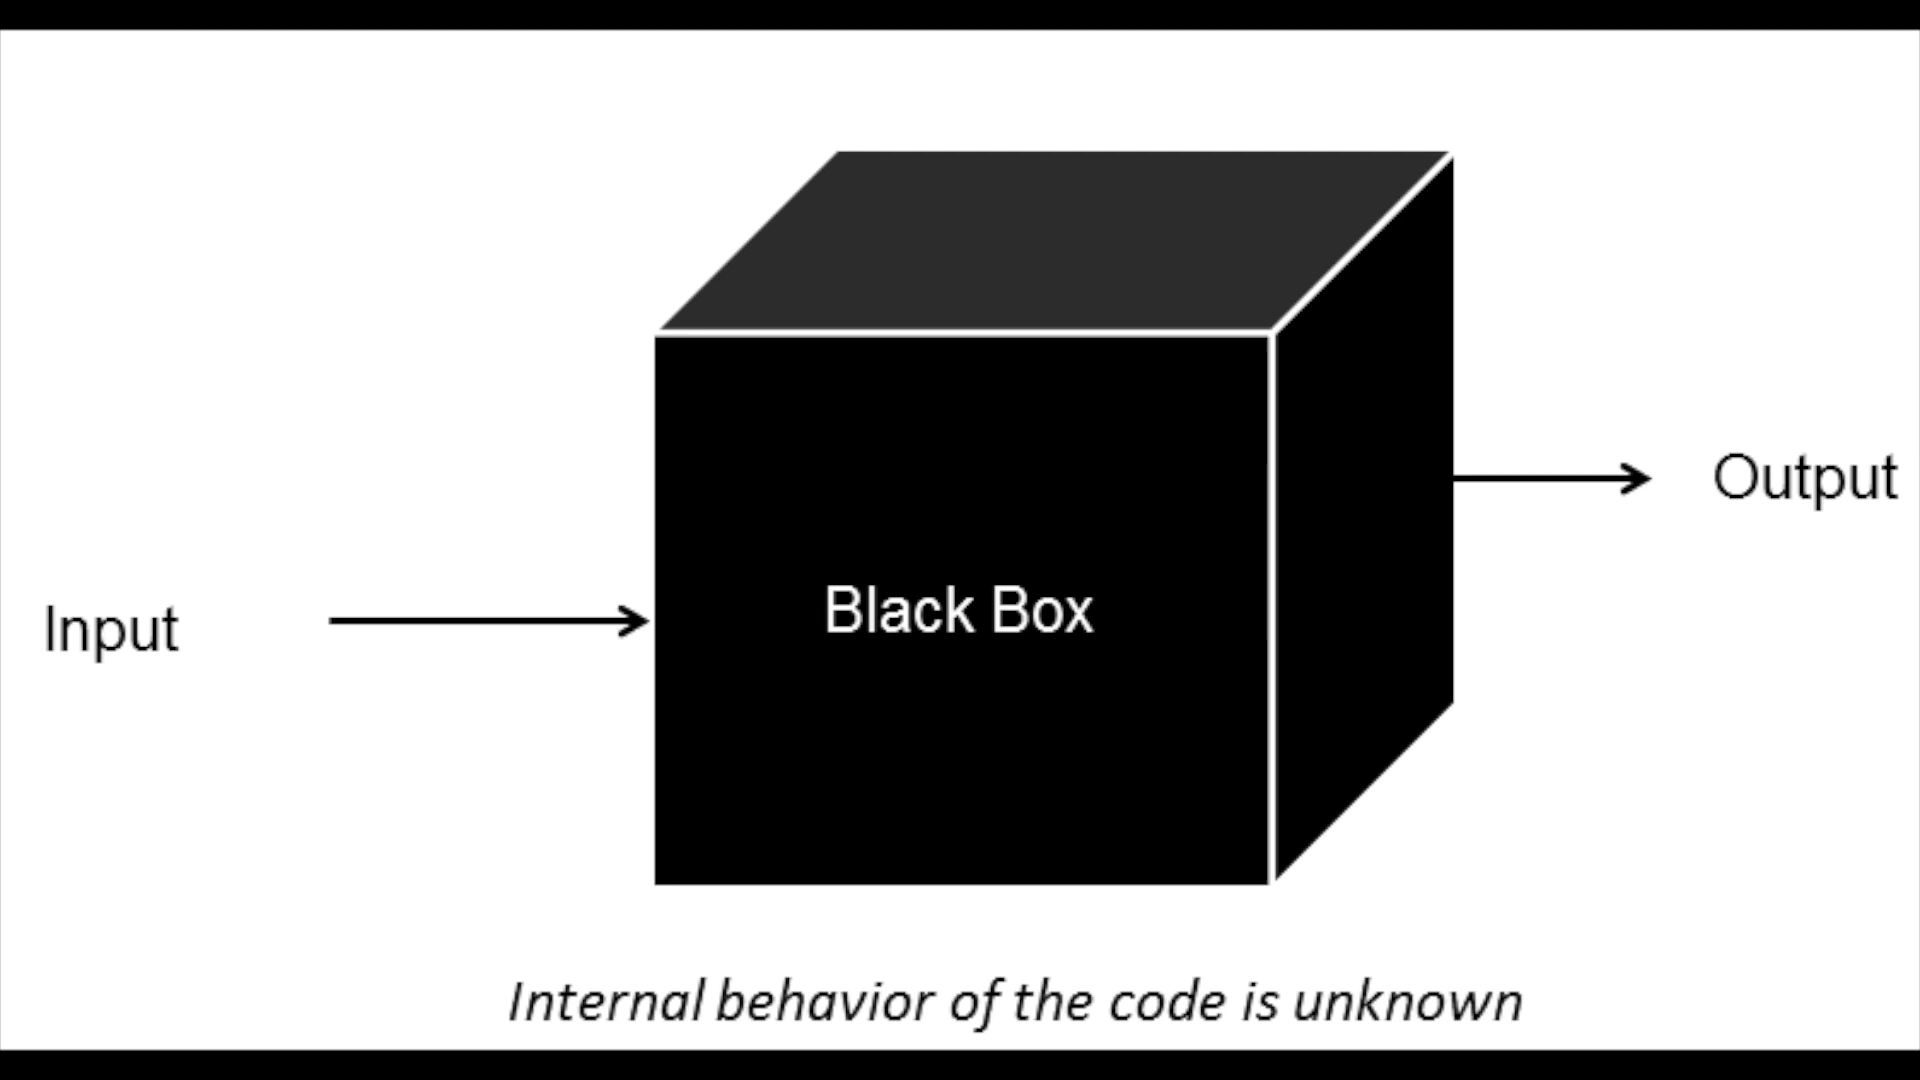 Input
Black Box
Output
Internal behavior of the code is unknown